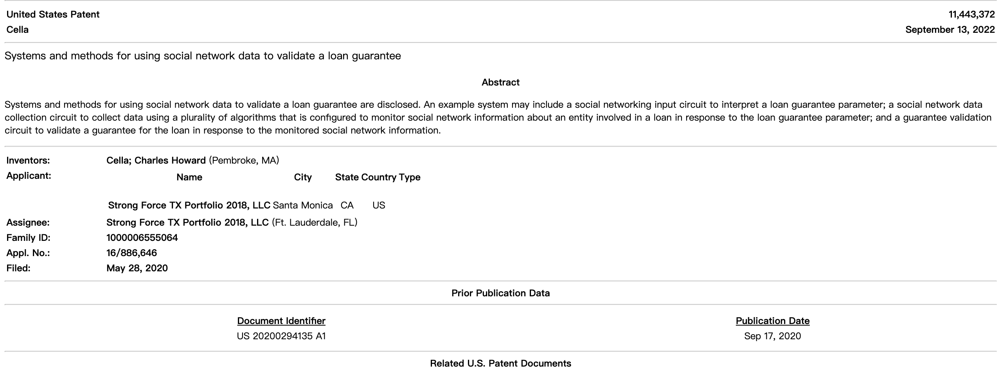 United States Patent 11,443,372
Cella September 13, 2022
Systems and methods for using social network data to validate a loan guarantee
Abstract
Systems and methods for using social network data to validate a loan guarantee are disclosed. An example system may include a social networking input circuit to interpret a loan guarantee parameter; a social network data
collection circuit to collect data using a plurality of algorithms that is configured to monitor social network information about an entity involved in a loan in response to the loan guarantee parameter; and a guarantee validation
circuit to validate a guarantee for the loan in response to the monitored social network information.
Inventors: Cella; Charles Howard (Pembroke, MA)
Applicant: Name City State Country Type
Strong Force TX Portfolio 2018, LLC Santa Monica CA US
Assignee: Strong Force TX Portfolio 2018, LLC (Ft. Lauderdale, FL)
Family ID: 1000006555064
Appl. No.: 16/886,646
Filed: May 28, 2020
Prior Publication Data
Document Identifier Publication Date
US 20200294135 A1 Sep 17, 2020
Related U.S. Patent Documents